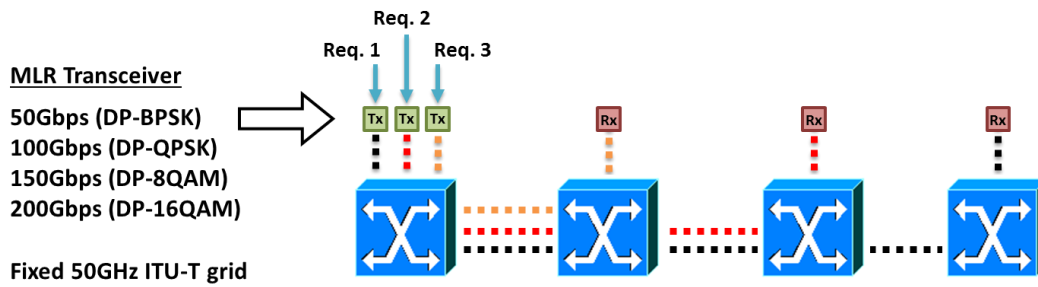 Req. 2
Req. 1
Req. 3
MLR Transceiver
50Gbps (DP-BPSK)
100Gbps (DP-QPSK)
150Gbps (DP-8QAM)
200Gbps (DP-16QAM)
Fixed 50GHz ITU-T grid
Tx
Tx
Tx
Rx
Rx
Rx